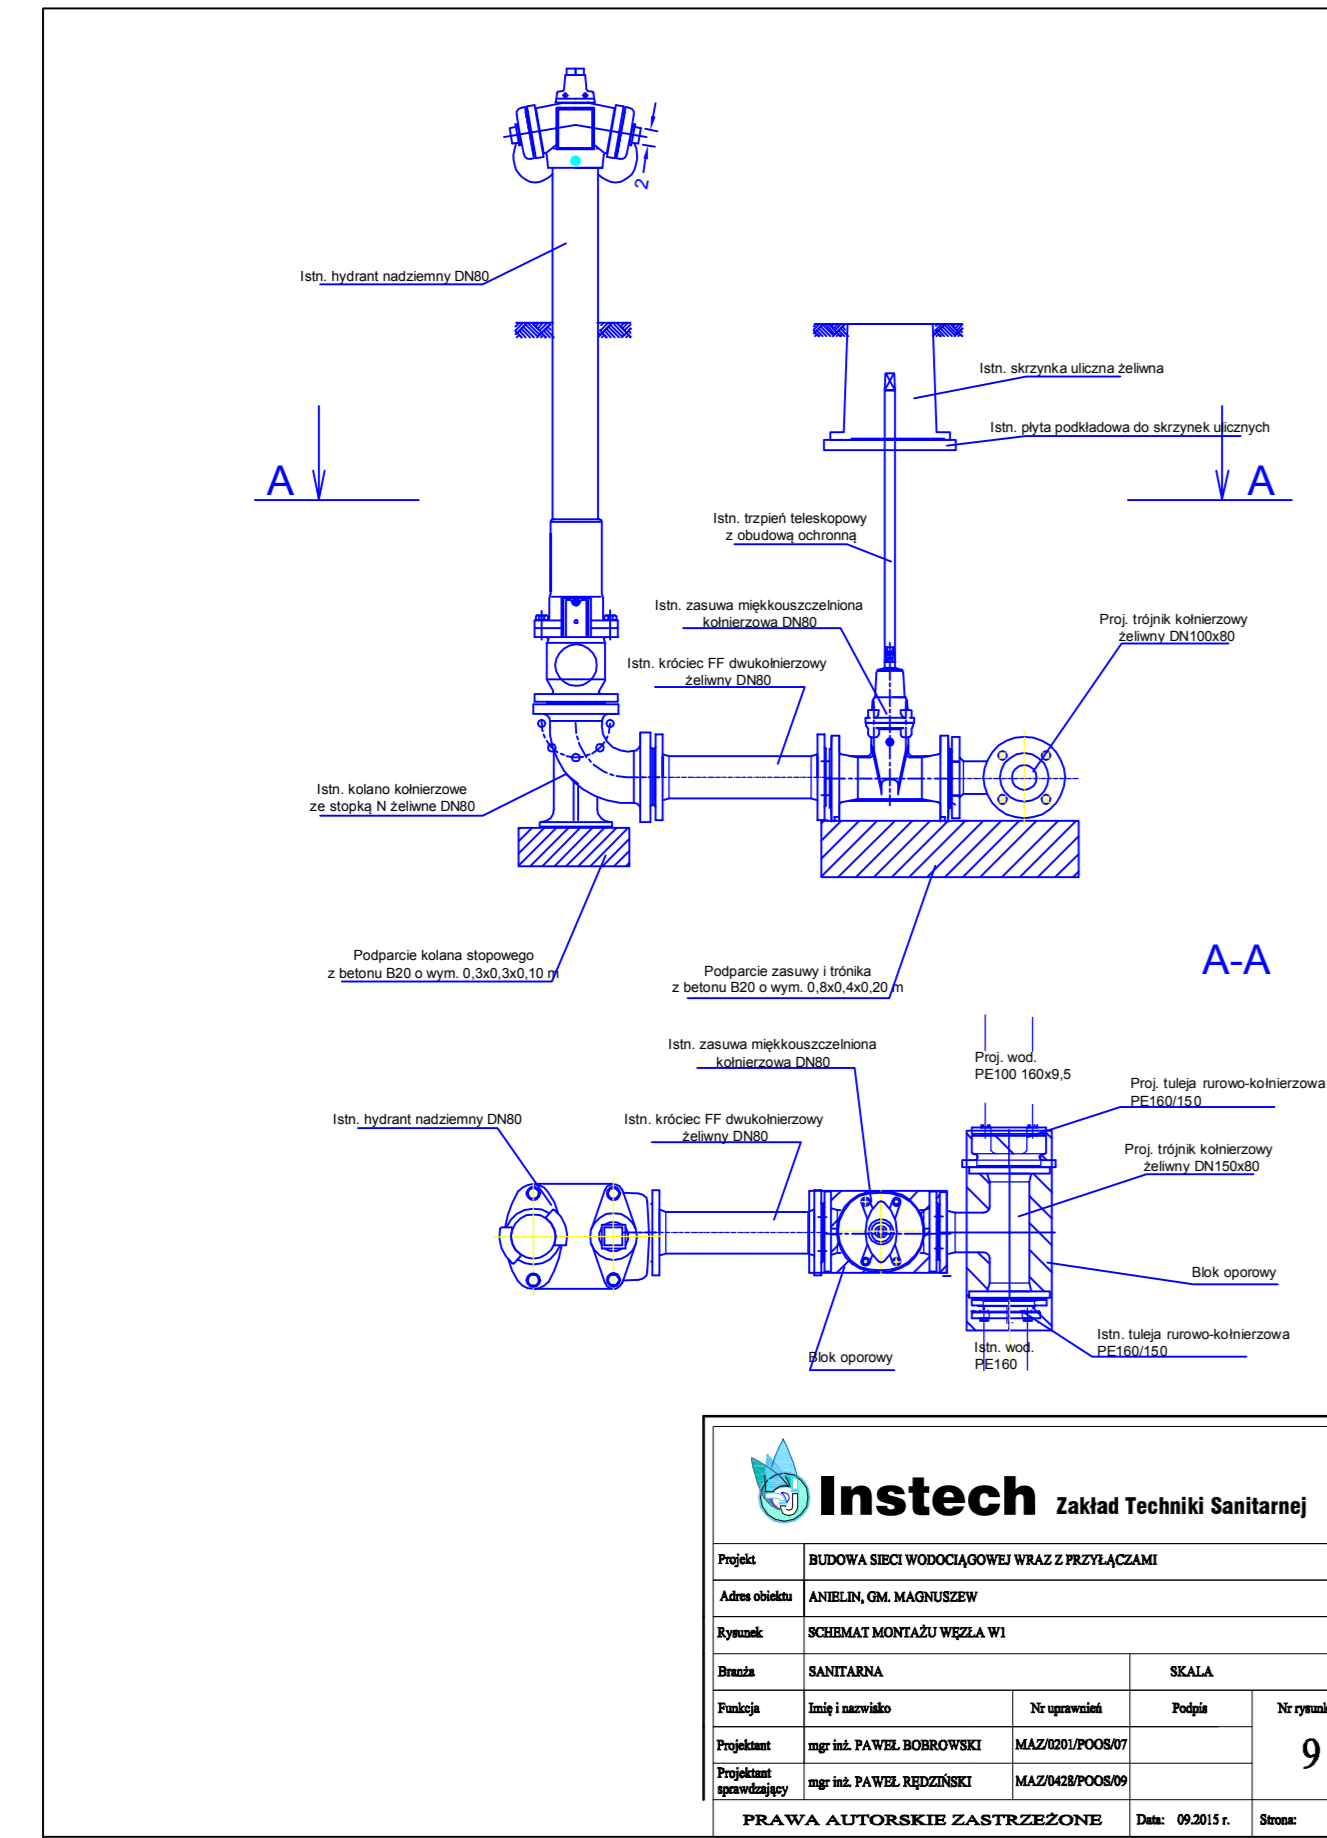 2
Istn. hydrant nadziemny DN80
Istn. skrzynka uliczna żeliwna
Istn. płyta podkładowa do skrzynek ulicznych
A
A
Istn. trzpień teleskopowy
z obudową ochronną
Istn. zasuwa miękkouszczelniona
kołnierzowa DN80
Proj. trójnik kołnierzowy
żeliwny DN100x80
Istn. króciec FF dwukołnierzowy
żeliwny DN80
Istn. kolano kołnierzowe
ze stopką N żeliwne DN80
Podparcie kolana stopowego
z betonu B20 o wym. 0,3x0,3x0,10 m
Podparcie zasuwy i trónika
z betonu B20 o wym. 0,8x0,4x0,20 m
A-A
Istn. zasuwa miękkouszczelniona
kołnierzowa DN80
Proj. wod.
PE100 160x9,5
Proj. tuleja rurowo-kołnierzowa
PE160/150
Istn. hydrant nadziemny DN80
Istn. króciec FF dwukołnierzowy
żeliwny DN80
Proj. trójnik kołnierzowy
żeliwny DN150x80
Blok oporowy
Istn. tuleja rurowo-kołnierzowa
PE160/150
Istn. wod.
PE160
Blok oporowy
Instech Zakład Techniki Sanitarnej
Projekt BUDOWA SIECI WODOCIĄGOWEJ WRAZ Z PRZYŁĄCZAMI
Adres obiektu ANIELIN, GM. MAGNUSZEW
Rysunek SCHEMAT MONTAŻU WĘZŁA W1
Branża SANITARNA SKALA
Funkcja Imię i nazwisko Nr uprawnień Podpis Nr rysunk
Projektant mgr inż. PAWEŁ BOBROWSKI MAZ/0201/POOS/07
9
Projektant
sprawdzający mgr inż. PAWEŁ RĘDZIŃSKI MAZ/0428/POOS/09
PRAWA AUTORSKIE ZASTRZEŻONE Data: 09.2015 r. Strona: